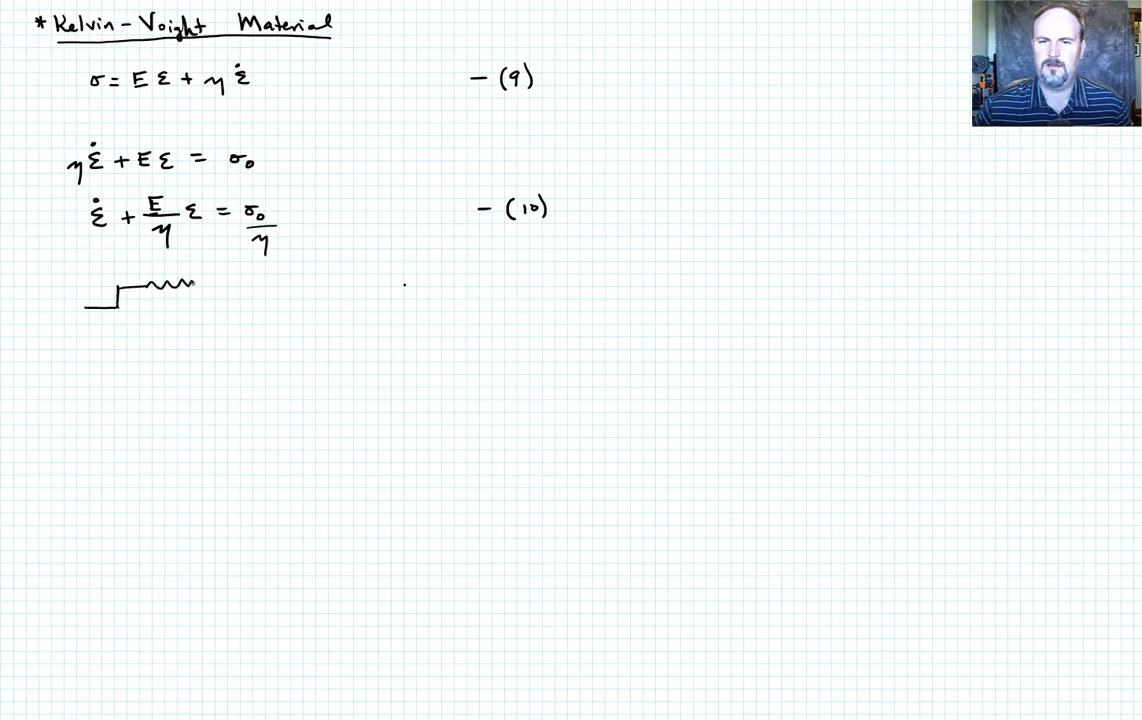 * Kelvin - Voight Material
σ = E ε + η ε̇ - (9)
η ε̇ + E ε = σ₀
ε̇ + E/η ε = σ₀/η - (10)